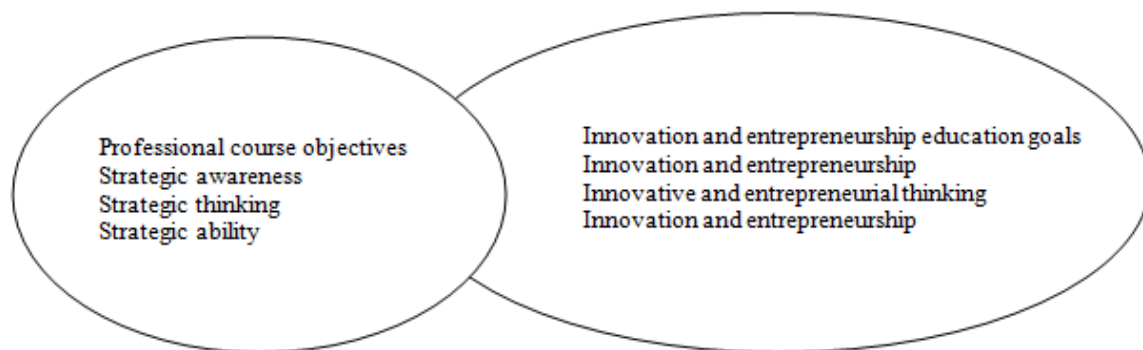 Professional course objectives
Strategic awareness
Strategic thinking
Strategic ability
Innovation and entrepreneurship education goals
Innovation and entrepreneurship
Innovative and entrepreneurial thinking
Innovation and entrepreneurship